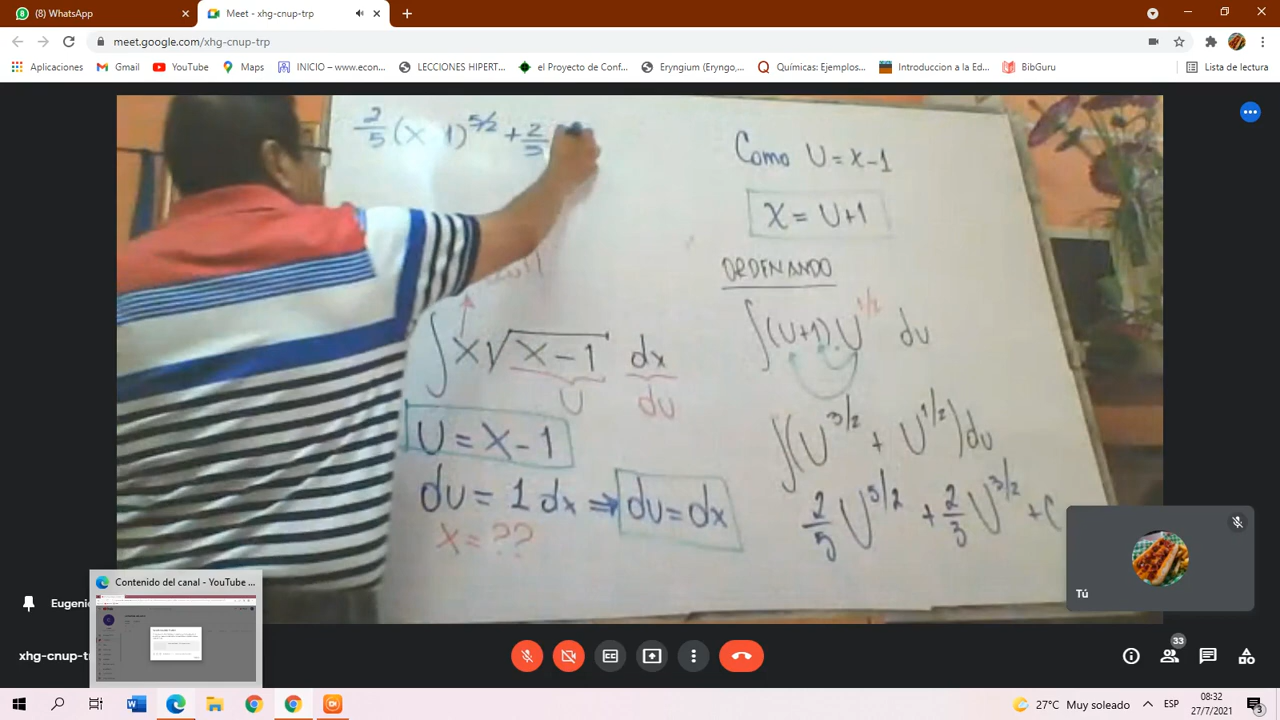 (8) WhatsApp
Meet - xhg-cnup-trp
meet.google.com/xhg-cnup-trp
Aplicaciones
Gmail
YouTube
Maps
INICIO – www.econ...
LECCIONES HIPERT...
el Proyecto de Conf...
Eryngium (Eryngo,...
Químicas: Ejemplos...
Introduccion a la Ed...
BibGuru
Lista de lectura
2/5 (x-1)^5/2 + 2/3
∫ x √x-1 dx
U du
U = x-1
du = 1 dx ⇒ du = dx
x = ??
Como U = x-1
x = U+1
ORDENANDO
∫(U+1)·U^1/2 du
∫(U^3/2 + U^1/2)du
2/5 U^5/2 + 2/3 U^3/2 + C
Tú
Contenido del canal - YouTube ...
Eugenio
xhg-cnup-tr
33
27°C Muy soleado
ESP
08:32
27/7/2021
3